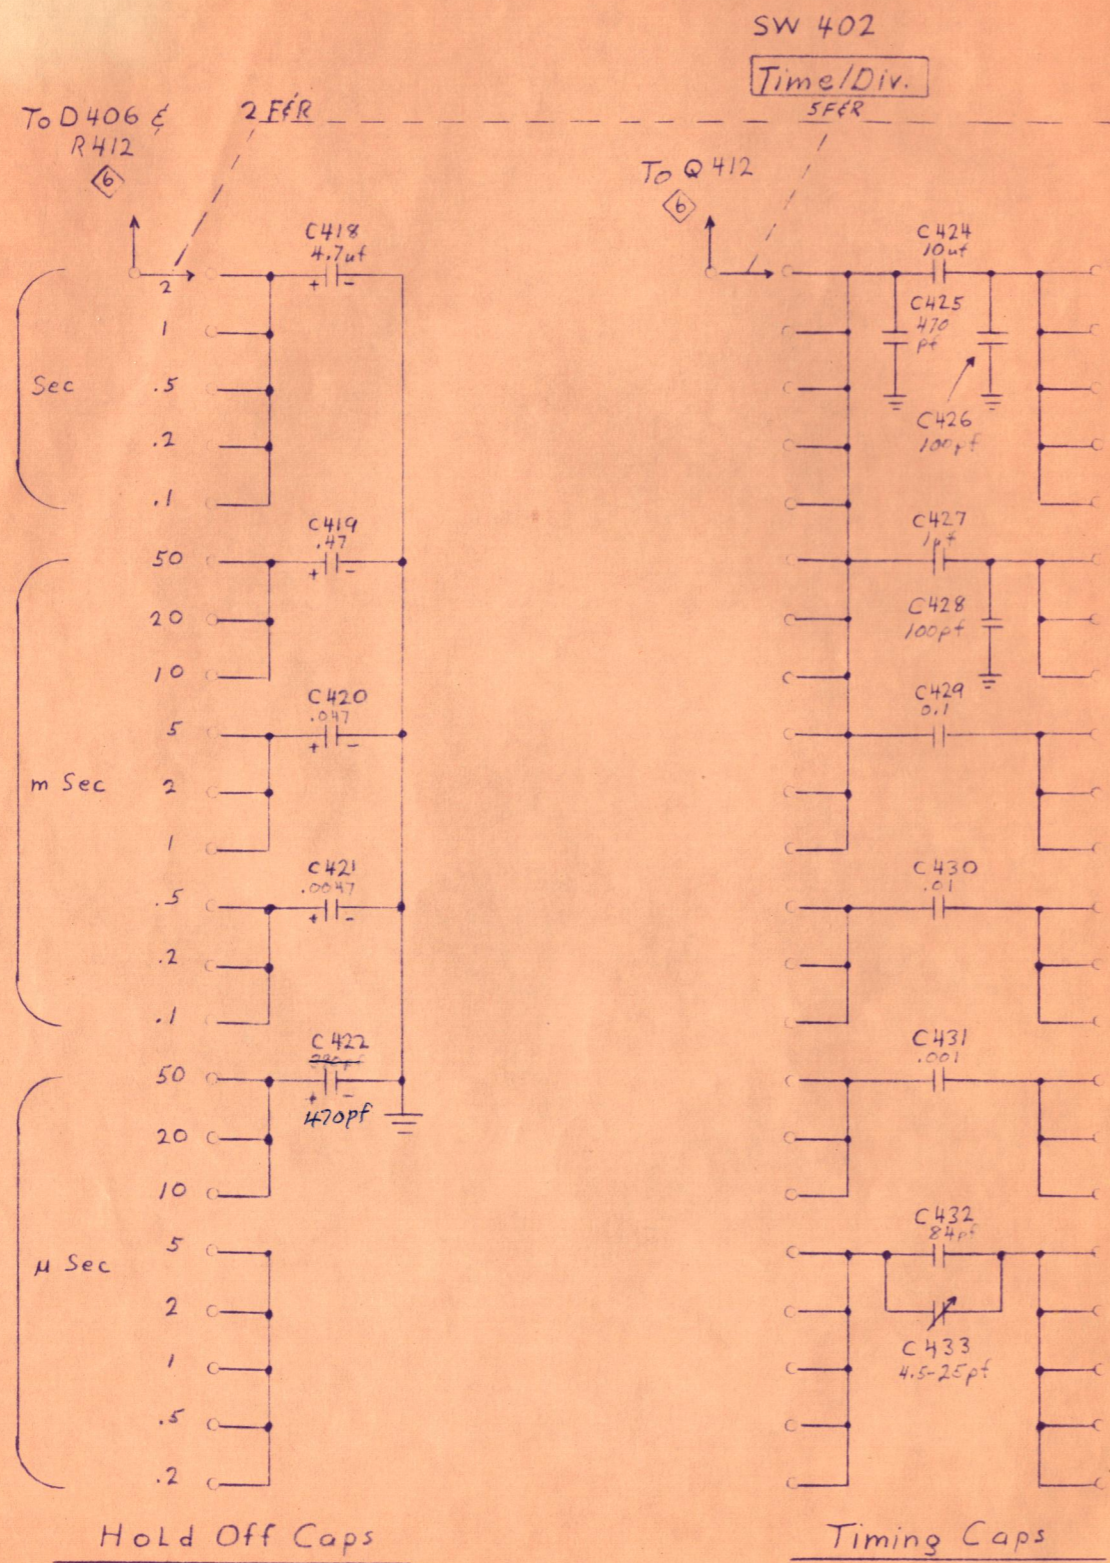 SW 402
Time/Div.
5F&R
To D406 &
R412
6
2 F&R
To Q412
6
C418
4.7uf
+ -
Sec
2
1
.5
.2
.1
C419
.47
+ -
m Sec
50
20
10
C420
.047
+ -
5
2
1
C421
.0047
+ -
.5
.2
.1
C422
+ -
470pf
μ Sec
50
20
10
5
2
1
.5
.2
Hold Off Caps
C424
10uf
C425
470
pf
C426
100pf
C427
1μf
C428
100pf
C429
0.1
C430
.01
C431
.001
C432
84pf
C433
4.5-25pf
Timing Caps